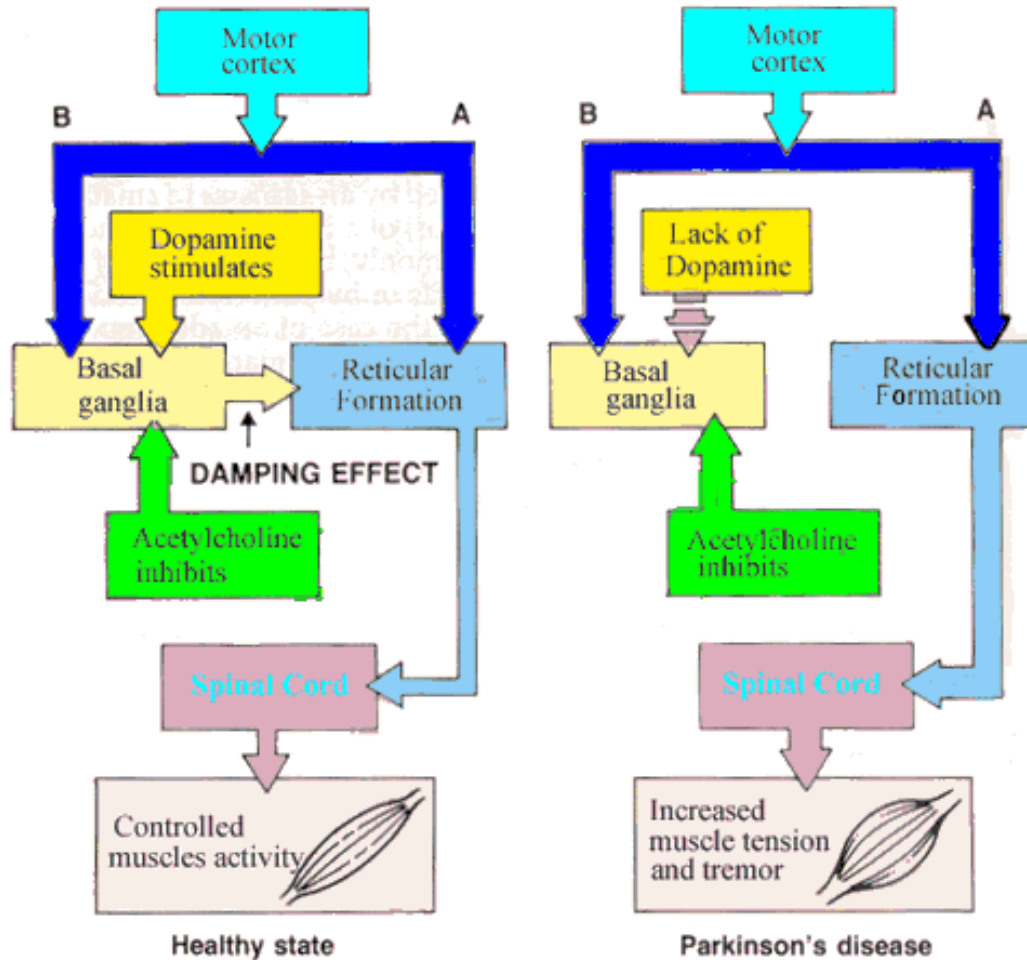 Motor
cortex
B
A
Dopamine
stimulates
Basal
ganglia
Reticular
Formation
DAMPING EFFECT
Acetylcholine
inhibits
Spinal Cord
Controlled
muscles activity
Healthy state
Motor
cortex
B
A
Lack of
Dopamine
Basal
ganglia
Reticular
Formation
Acetylcholine
inhibits
Spinal Cord
Increased
muscle tension
and tremor
Parkinson's disease